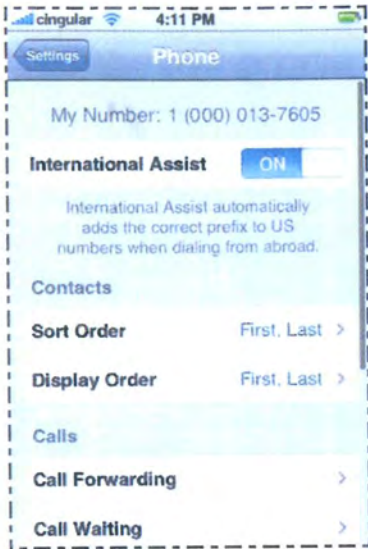 cingular 4:11 PM
Settings Phone
My Number: 1 (000) 013-7605
International Assist ON
International Assist automatically
adds the correct prefix to US
numbers when dialing from abroad.
Contacts
Sort Order First, Last >
Display Order First, Last >
Calls
Call Forwarding >
Call Waiting >